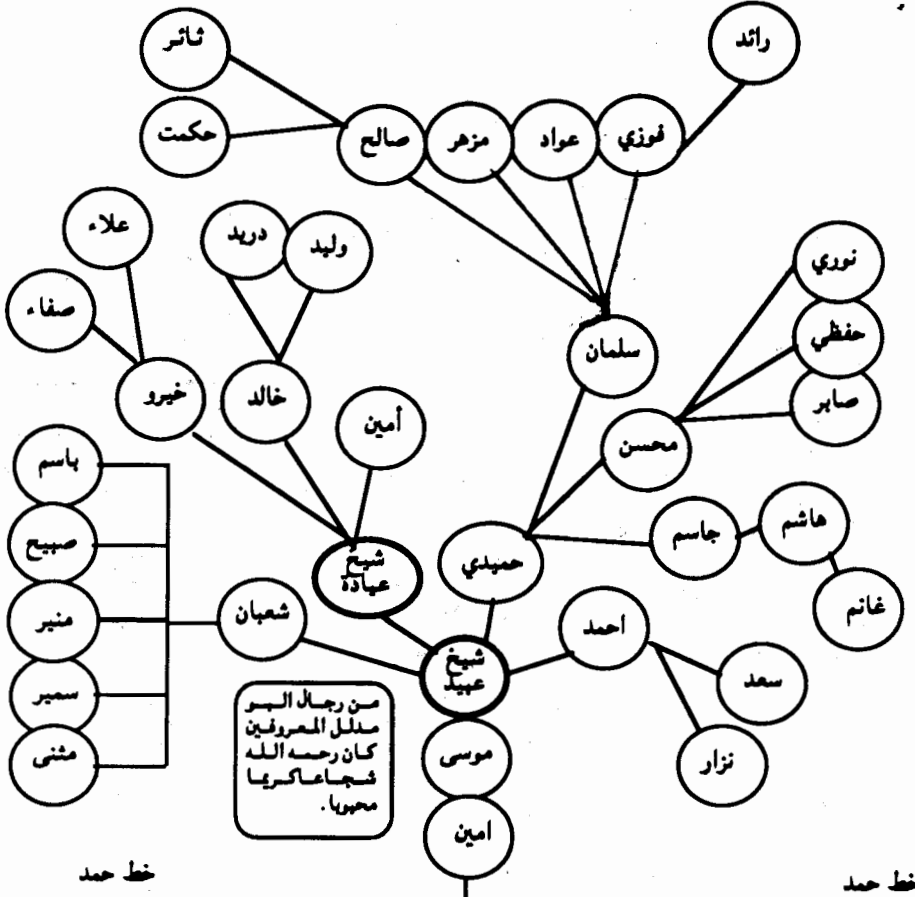 رائد
ثائر
فوزي
عواد
مزهر
صالح
حكمت
علاء
وليد
دريد
نوري
صفاء
حفظي
سلمان
خيرو
خالد
أمين
صابر
محسن
باسم
هاشم
جاسم
صبيح
شيخ
عيادة
حميدي
غانم
شعبان
منير
احمد
شيخ
عبيد
سعد
سمير
موسى
نزار
مثنى
امين
من رجال البو
مدلل المعروفين
كان رحمه الله
شجاعا كريما
محبوبا .
خط حمد
خط حمد